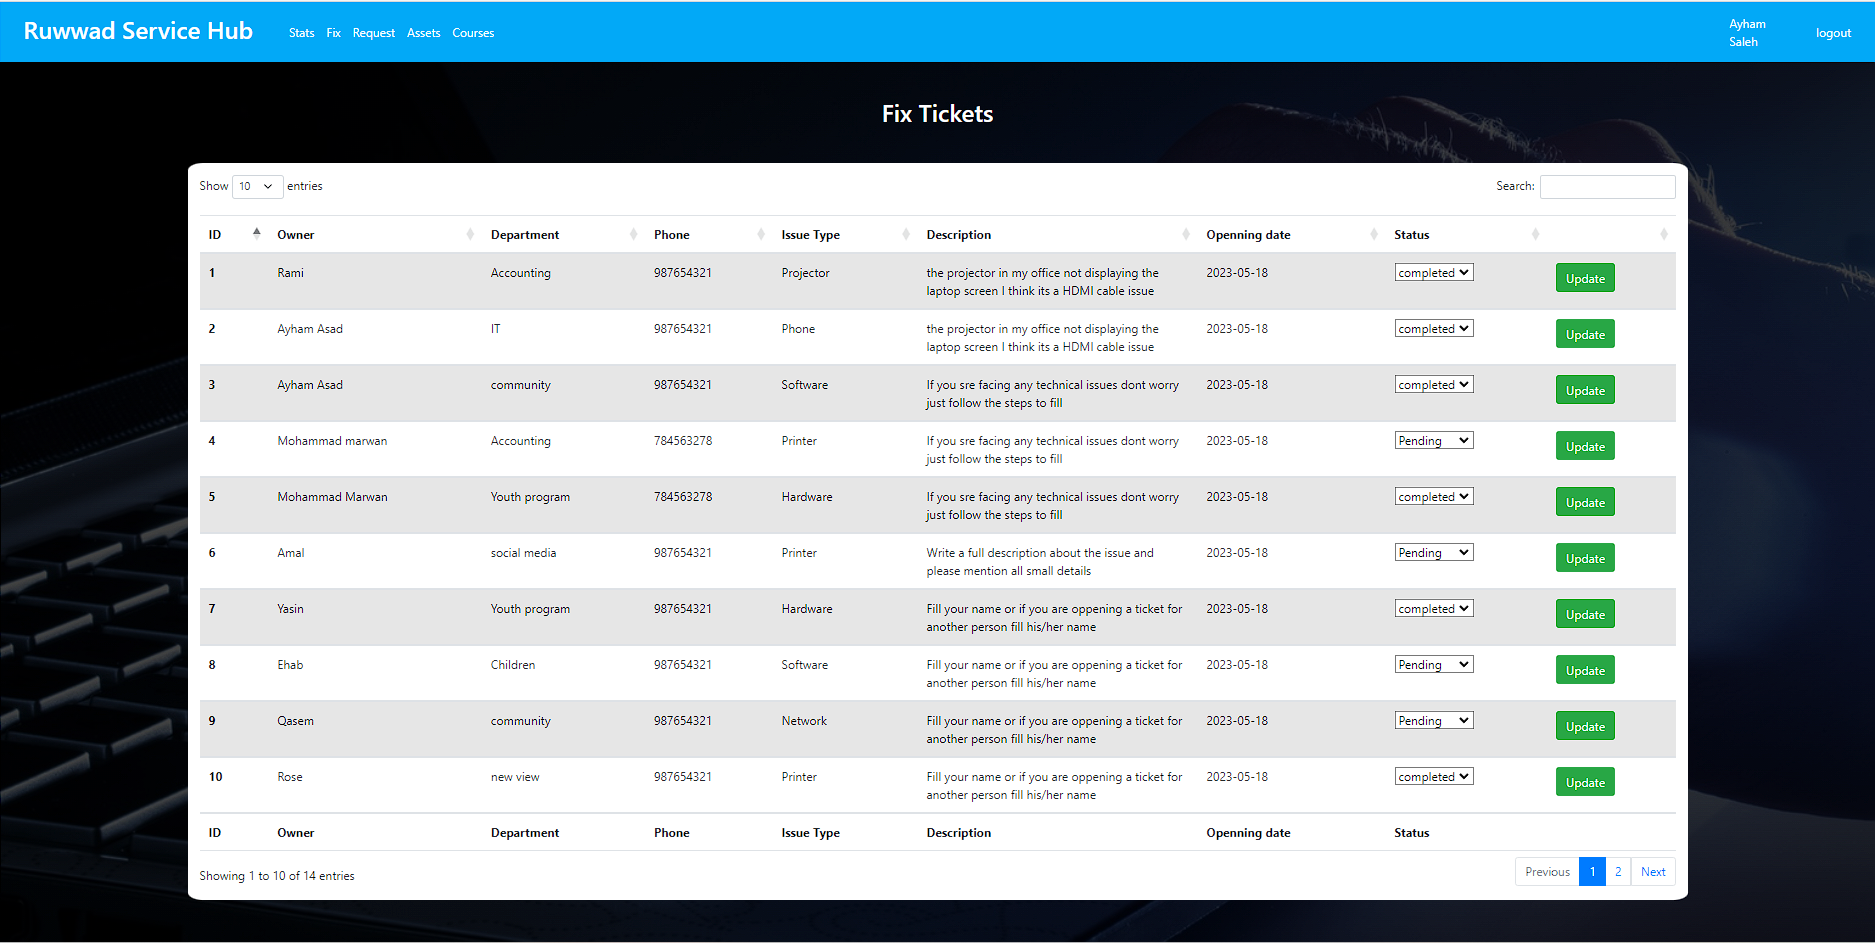 Ruwwad Service Hub Stats Fix Request Assets Courses Ayham Saleh logout
Fix Tickets
Show 10 entries Search:
ID Owner Department Phone Issue Type Description Openning date Status
1 Rami Accounting 987654321 Projector the projector in my office not displaying the 2023-05-18 completed Update
laptop screen I think its a HDMI cable issue
2 Ayham Asad IT 987654321 Phone the projector in my office not displaying the 2023-05-18 completed Update
laptop screen I think its a HDMI cable issue
3 Ayham Asad community 987654321 Software If you sre facing any technical issues dont worry 2023-05-18 completed Update
just follow the steps to fill
4 Mohammad marwan Accounting 784563278 Printer If you sre facing any technical issues dont worry 2023-05-18 Pending Update
just follow the steps to fill
5 Mohammad Marwan Youth program 784563278 Hardware If you sre facing any technical issues dont worry 2023-05-18 completed Update
just follow the steps to fill
6 Amal social media 987654321 Printer Write a full description about the issue and 2023-05-18 Pending Update
please mention all small details
7 Yasin Youth program 987654321 Hardware Fill your name or if you are oppening a ticket for 2023-05-18 completed Update
another person fill his/her name
8 Ehab Children 987654321 Software Fill your name or if you are oppening a ticket for 2023-05-18 Pending Update
another person fill his/her name
9 Qasem community 987654321 Network Fill your name or if you are oppening a ticket for 2023-05-18 Pending Update
another person fill his/her name
10 Rose new view 987654321 Printer Fill your name or if you are oppening a ticket for 2023-05-18 completed Update
another person fill his/her name
ID Owner Department Phone Issue Type Description Openning date Status
Showing 1 to 10 of 14 entries Previous 1 2 Next